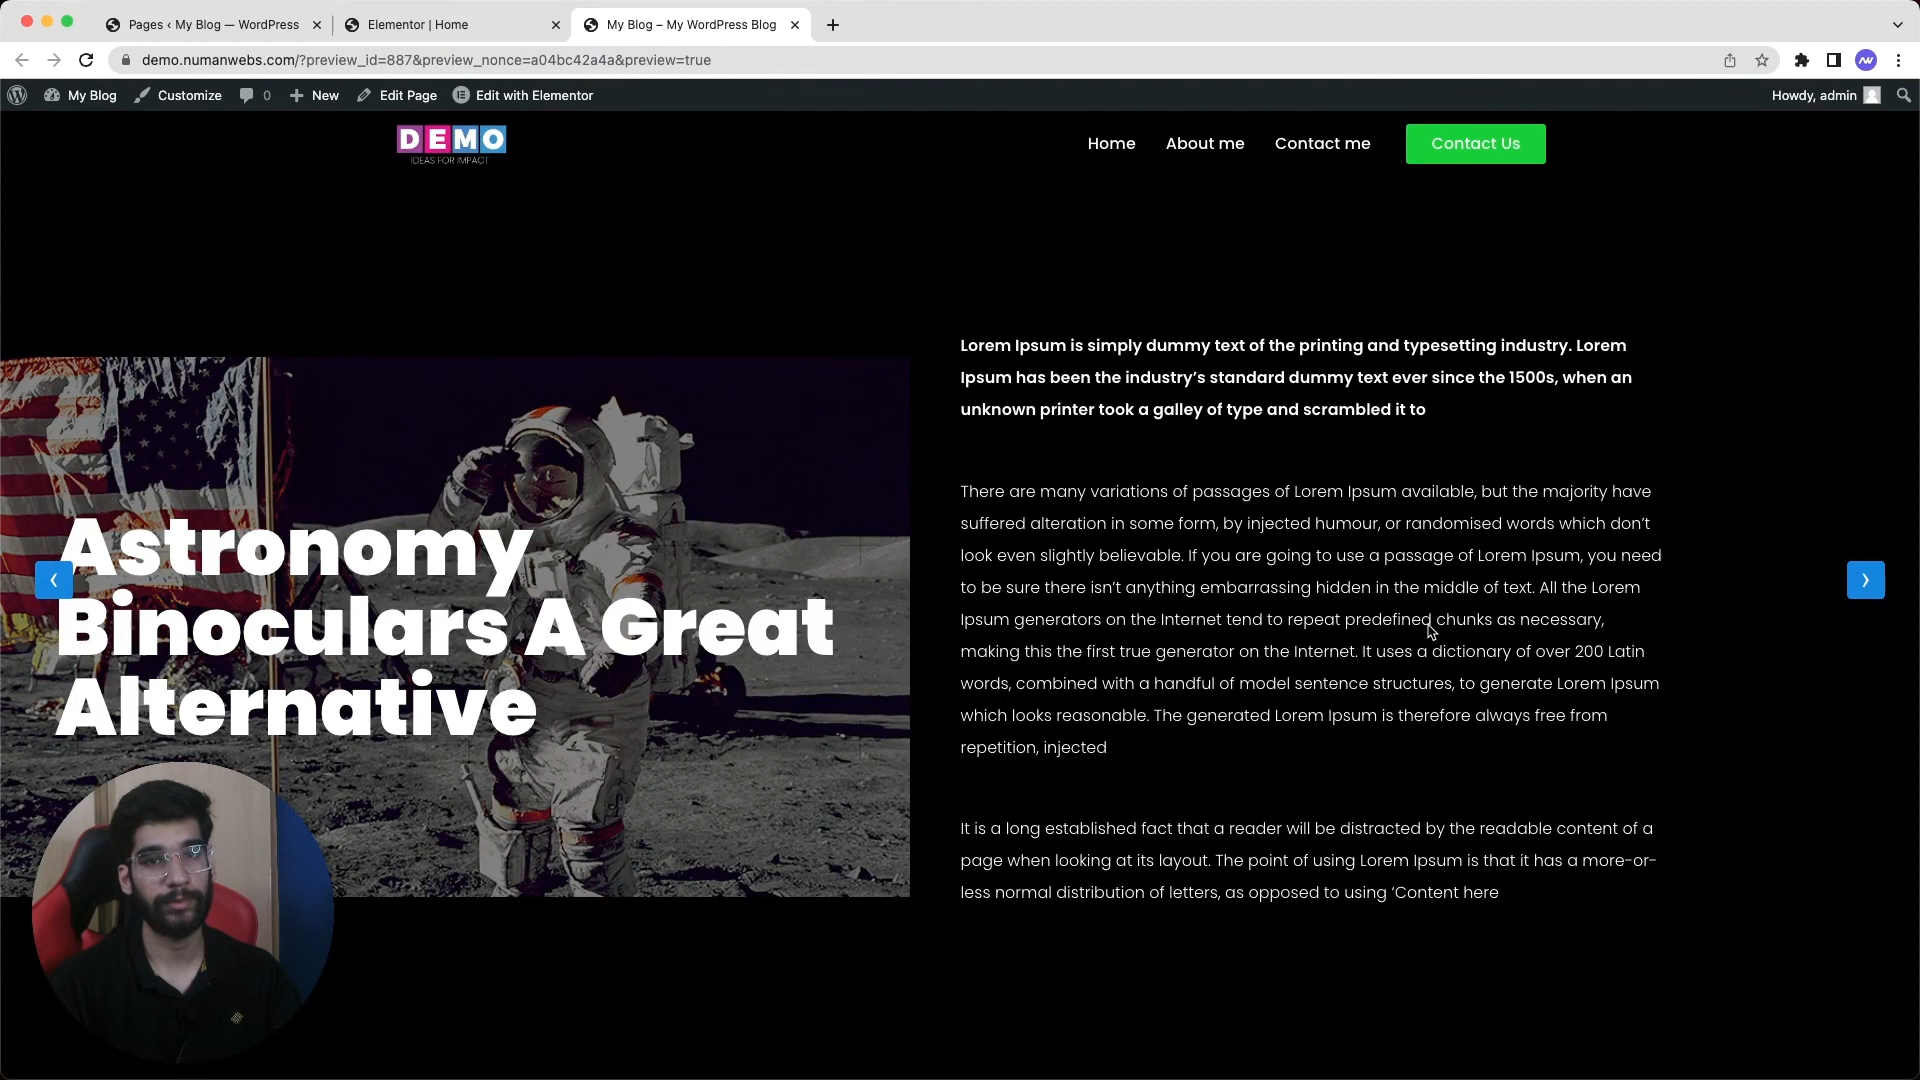 Pages ‹ My Blog — WordPress
Elementor | Home
My Blog – My WordPress Blog
demo.numanwebs.com/?preview_id=887&preview_nonce=a04bc42a4a&preview=true
My Blog
Customize
0
New
Edit Page
Edit with Elementor
Howdy, admin
DEMO
IDEAS FOR IMPACT
Home
About me
Contact me
Contact Us
Astronomy
Binoculars A Great
Alternative
Lorem Ipsum is simply dummy text of the printing and typesetting industry. Lorem
Ipsum has been the industry’s standard dummy text ever since the 1500s, when an
unknown printer took a galley of type and scrambled it to
There are many variations of passages of Lorem Ipsum available, but the majority have
suffered alteration in some form, by injected humour, or randomised words which don’t
look even slightly believable. If you are going to use a passage of Lorem Ipsum, you need
to be sure there isn’t anything embarrassing hidden in the middle of text. All the Lorem
Ipsum generators on the Internet tend to repeat predefined chunks as necessary,
making this the first true generator on the Internet. It uses a dictionary of over 200 Latin
words, combined with a handful of model sentence structures, to generate Lorem Ipsum
which looks reasonable. The generated Lorem Ipsum is therefore always free from
repetition, injected
It is a long established fact that a reader will be distracted by the readable content of a
page when looking at its layout. The point of using Lorem Ipsum is that it has a more-or-
less normal distribution of letters, as opposed to using ‘Content here